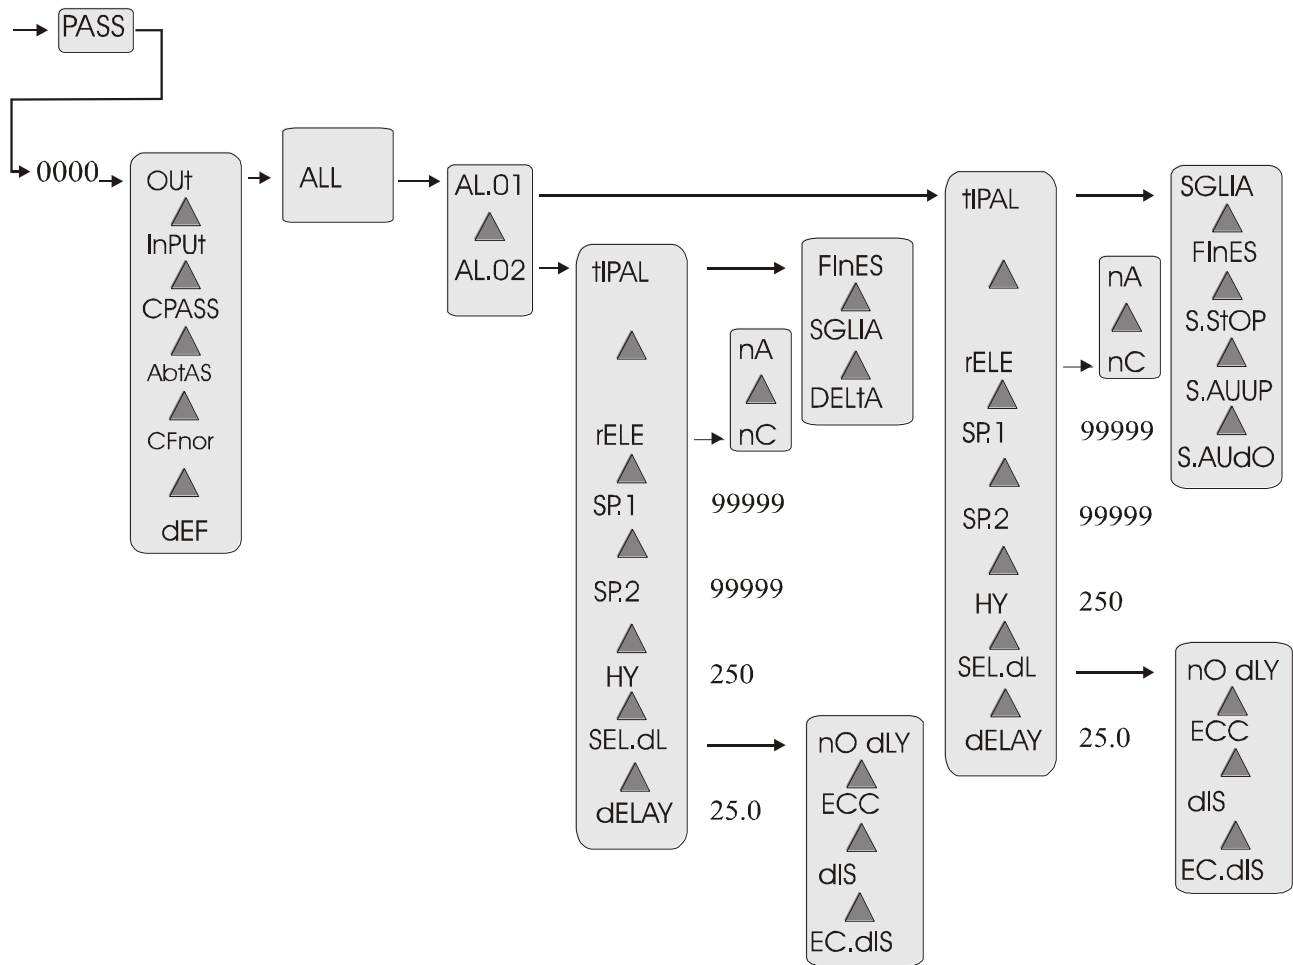 PASS
0000
OUt
InPUt
CPASS
AbtAS
CFnor
dEF
ALL
AL.01
AL.02
tIPAL
rELE
SP.1
SP.2
HY
SEL.dL
dELAY
nA
nC
99999
99999
250
25.0
FInES
SGLIA
DELtA
nO dLY
ECC
dIS
EC.dIS
tIPAL
rELE
SP.1
SP.2
HY
SEL.dL
dELAY
nA
nC
99999
99999
250
25.0
SGLIA
FInES
S.StOP
S.AUUP
S.AUdO
nO dLY
ECC
dIS
EC.dIS